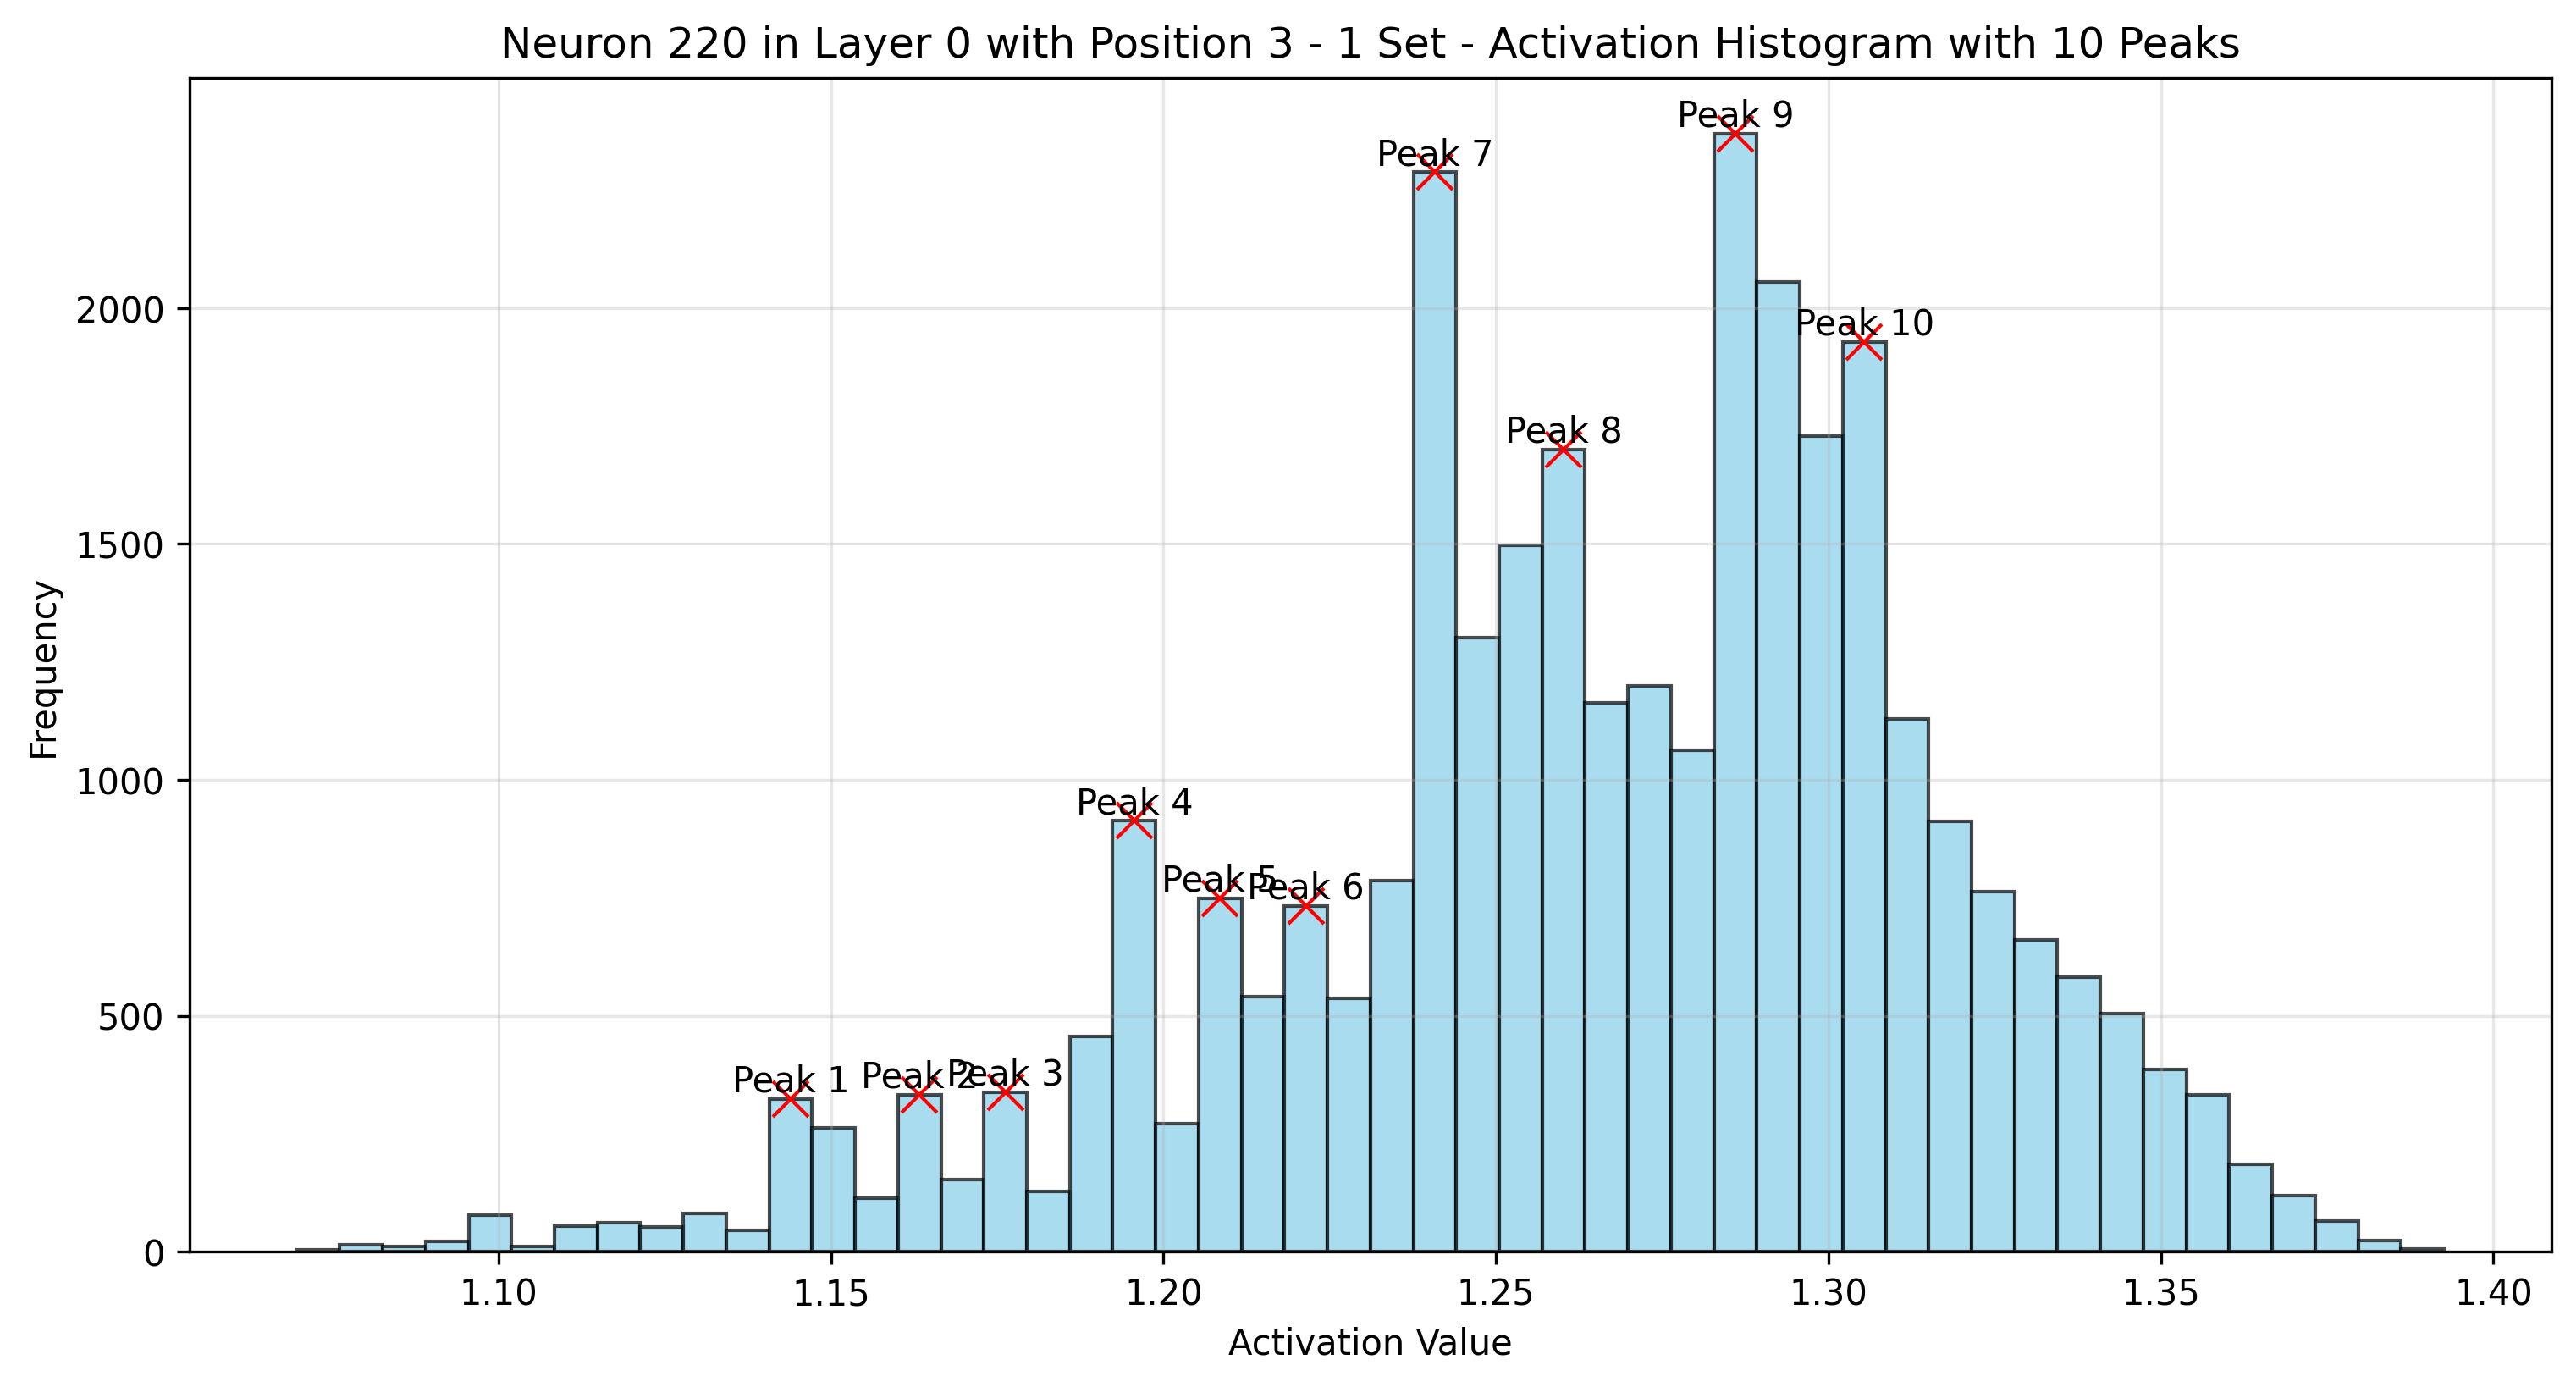 Neuron 220 in Layer 0 with Position 3 - 1 Set - Activation Histogram with 10 Peaks
Peak 9
Peak 7
Peak 10
Peak 8
Peak 4
Peak 5
Peak 6
Peak 1
Peak 2
Peak 3
Frequency
2000
1500
1000
500
0
1.10
1.15
1.20
1.25
1.30
1.35
1.40
Activation Value